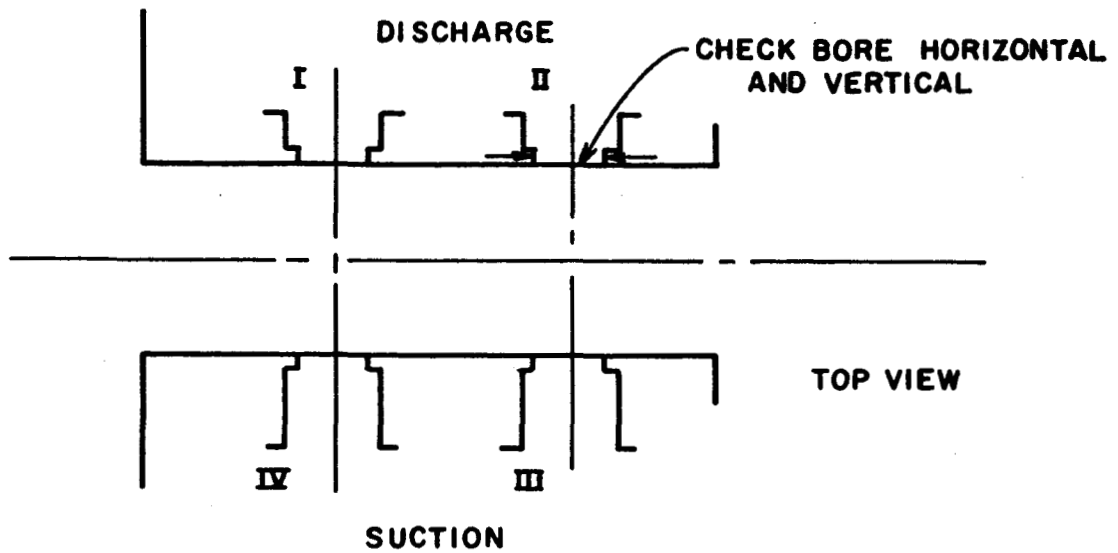 DISCHARGE
CHECK BORE HORIZONTAL
AND VERTICAL
I
II
TOP VIEW
IV
III
SUCTION